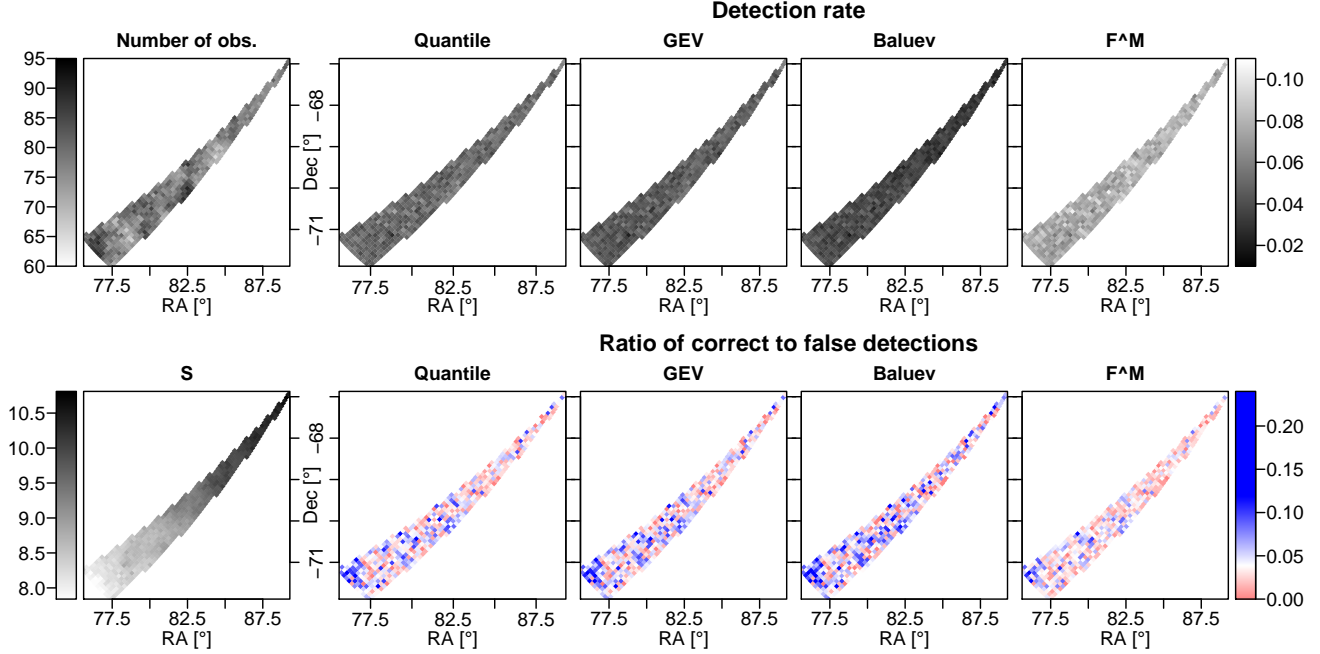 Detection rate
Number of obs. Quantile GEV Baluev F^M
95
90
85
80
75
70
65
60
−68
−71
Dec [°]
0.10
0.08
0.06
0.04
0.02
77.5 82.5 87.5 77.5 82.5 87.5 77.5 82.5 87.5 77.5 82.5 87.5 77.5 82.5 87.5
RA [°] RA [°] RA [°] RA [°] RA [°]
Ratio of correct to false detections
S Quantile GEV Baluev F^M
10.5
10.0
9.5
9.0
8.5
8.0
−68
−71
Dec [°]
0.20
0.15
0.10
0.05
0.00
77.5 82.5 87.5 77.5 82.5 87.5 77.5 82.5 87.5 77.5 82.5 87.5 77.5 82.5 87.5
RA [°] RA [°] RA [°] RA [°] RA [°]